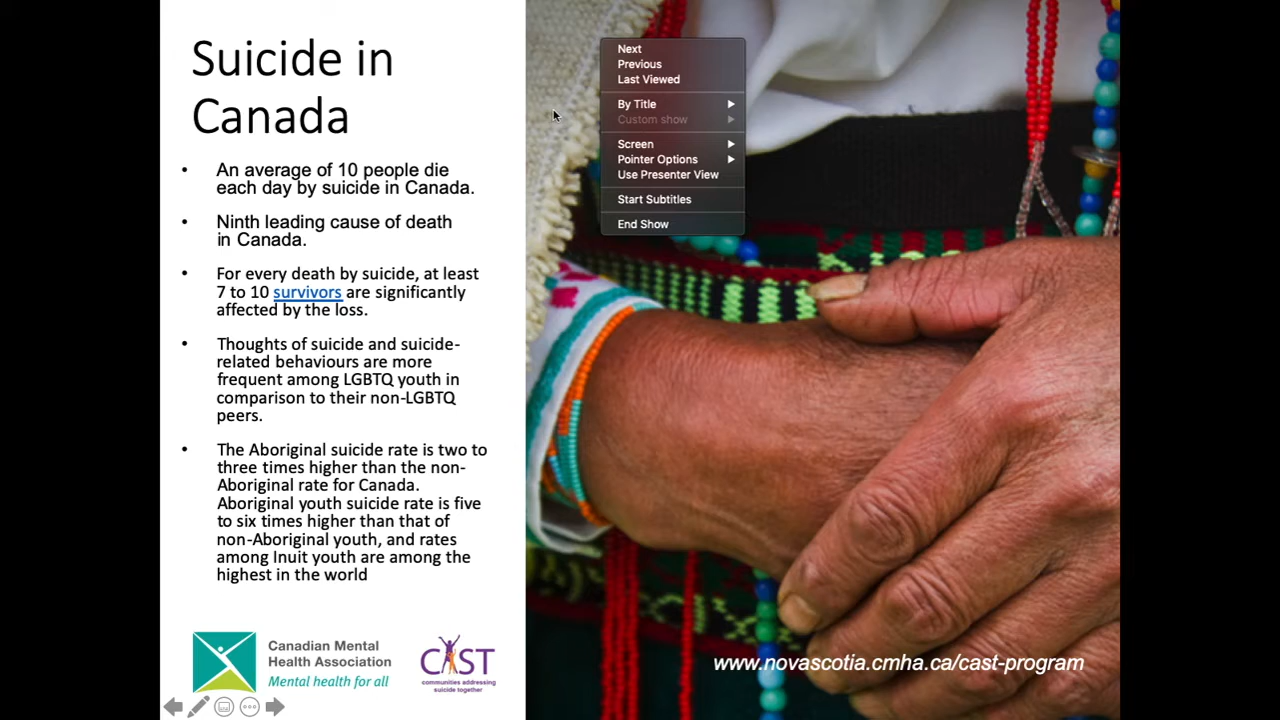 Suicide in
Canada
• An average of 10 people die
each day by suicide in Canada.
• Ninth leading cause of death
in Canada.
• For every death by suicide, at least
7 to 10 survivors are significantly
affected by the loss.
• Thoughts of suicide and suicide-
related behaviours are more
frequent among LGBTQ youth in
comparison to their non-LGBTQ
peers.
• The Aboriginal suicide rate is two to
three times higher than the non-
Aboriginal rate for Canada.
Aboriginal youth suicide rate is five
to six times higher than that of
non-Aboriginal youth, and rates
among Inuit youth are among the
highest in the world
Canadian Mental
Health Association
Mental health for all
CAST
communities addressing
suicide together
Next
Previous
Last Viewed
By Title
Custom show
Screen
Pointer Options
Use Presenter View
Start Subtitles
End Show
www.novascotia.cmha.ca/cast-program